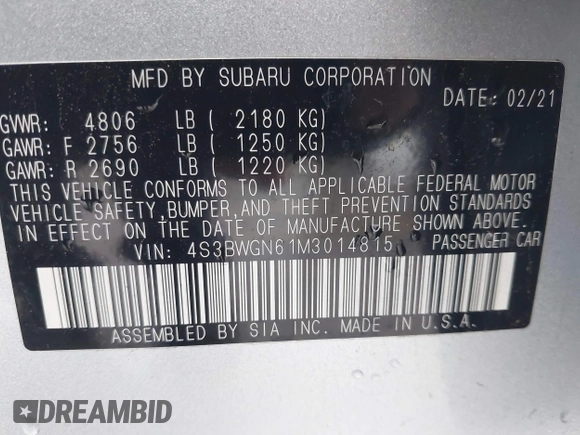 MFD BY SUBARU CORPORATION
DATE: 02/21
GVWR: 4806 LB ( 2180 KG)
GAWR: F 2756 LB ( 1250 KG)
GAWR: R 2690 LB ( 1220 KG)
THIS VEHICLE CONFORMS TO ALL APPLICABLE FEDERAL MOTOR
VEHICLE SAFETY, BUMPER, AND THEFT PREVENTION STANDARDS
IN EFFECT ON THE DATE OF MANUFACTURE SHOWN ABOVE.
VIN: 4S3BWGN61M3014815 PASSENGER CAR
ASSEMBLED BY SIA INC. MADE IN U.S.A.
DREAMBID